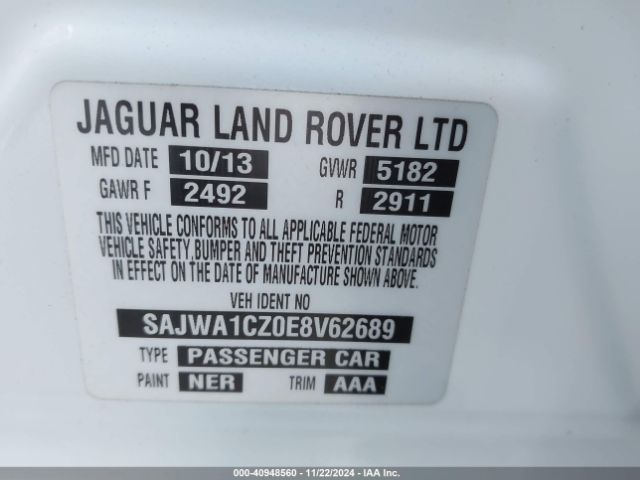 JAGUAR LAND ROVER LTD
MFD DATE 10/13 GVWR 5182
GAWR F 2492 R 2911
THIS VEHICLE CONFORMS TO ALL APPLICABLE FEDERAL MOTOR
VEHICLE SAFETY,BUMPER AND THEFT PREVENTION STANDARDS
IN EFFECT ON THE DATE OF MANUFACTURE SHOWN ABOVE.
VEH IDENT NO
SAJWA1CZ0E8V62689
TYPE PASSENGER CAR
PAINT NER TRIM AAA
000-40948560 - 11/22/2024 - IAA Inc.